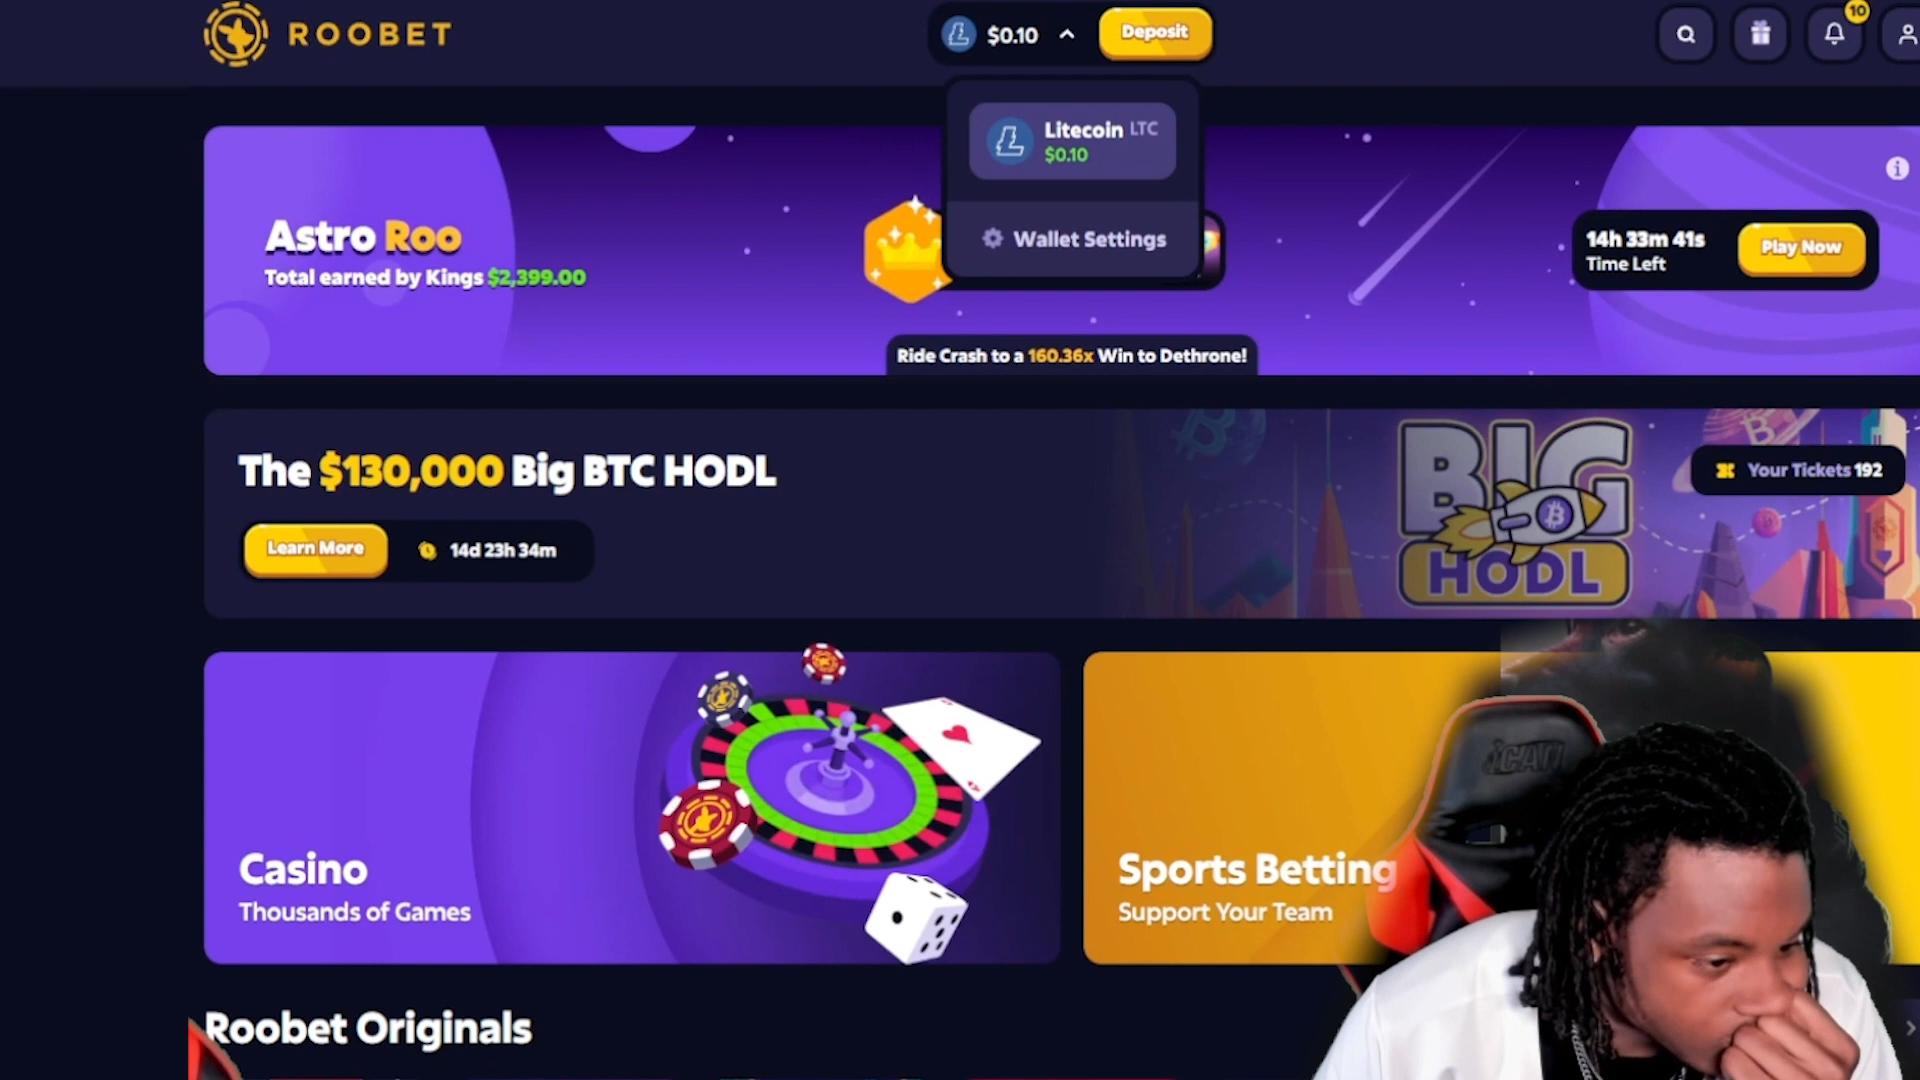 ROOBET
$0.10
Deposit
10
Litecoin LTC
$0.10
Wallet Settings
Astro Roo
Total earned by Kings $2,399.00
14h 33m 41s
Time Left
Play Now
Ride Crash to a 160.36x Win to Dethrone!
The $130,000 Big BTC HODL
Learn More
14d 23h 34m
BIG
HODL
Your Tickets 192
Casino
Thousands of Games
Sports Betting
Support Your Team
Roobet Originals